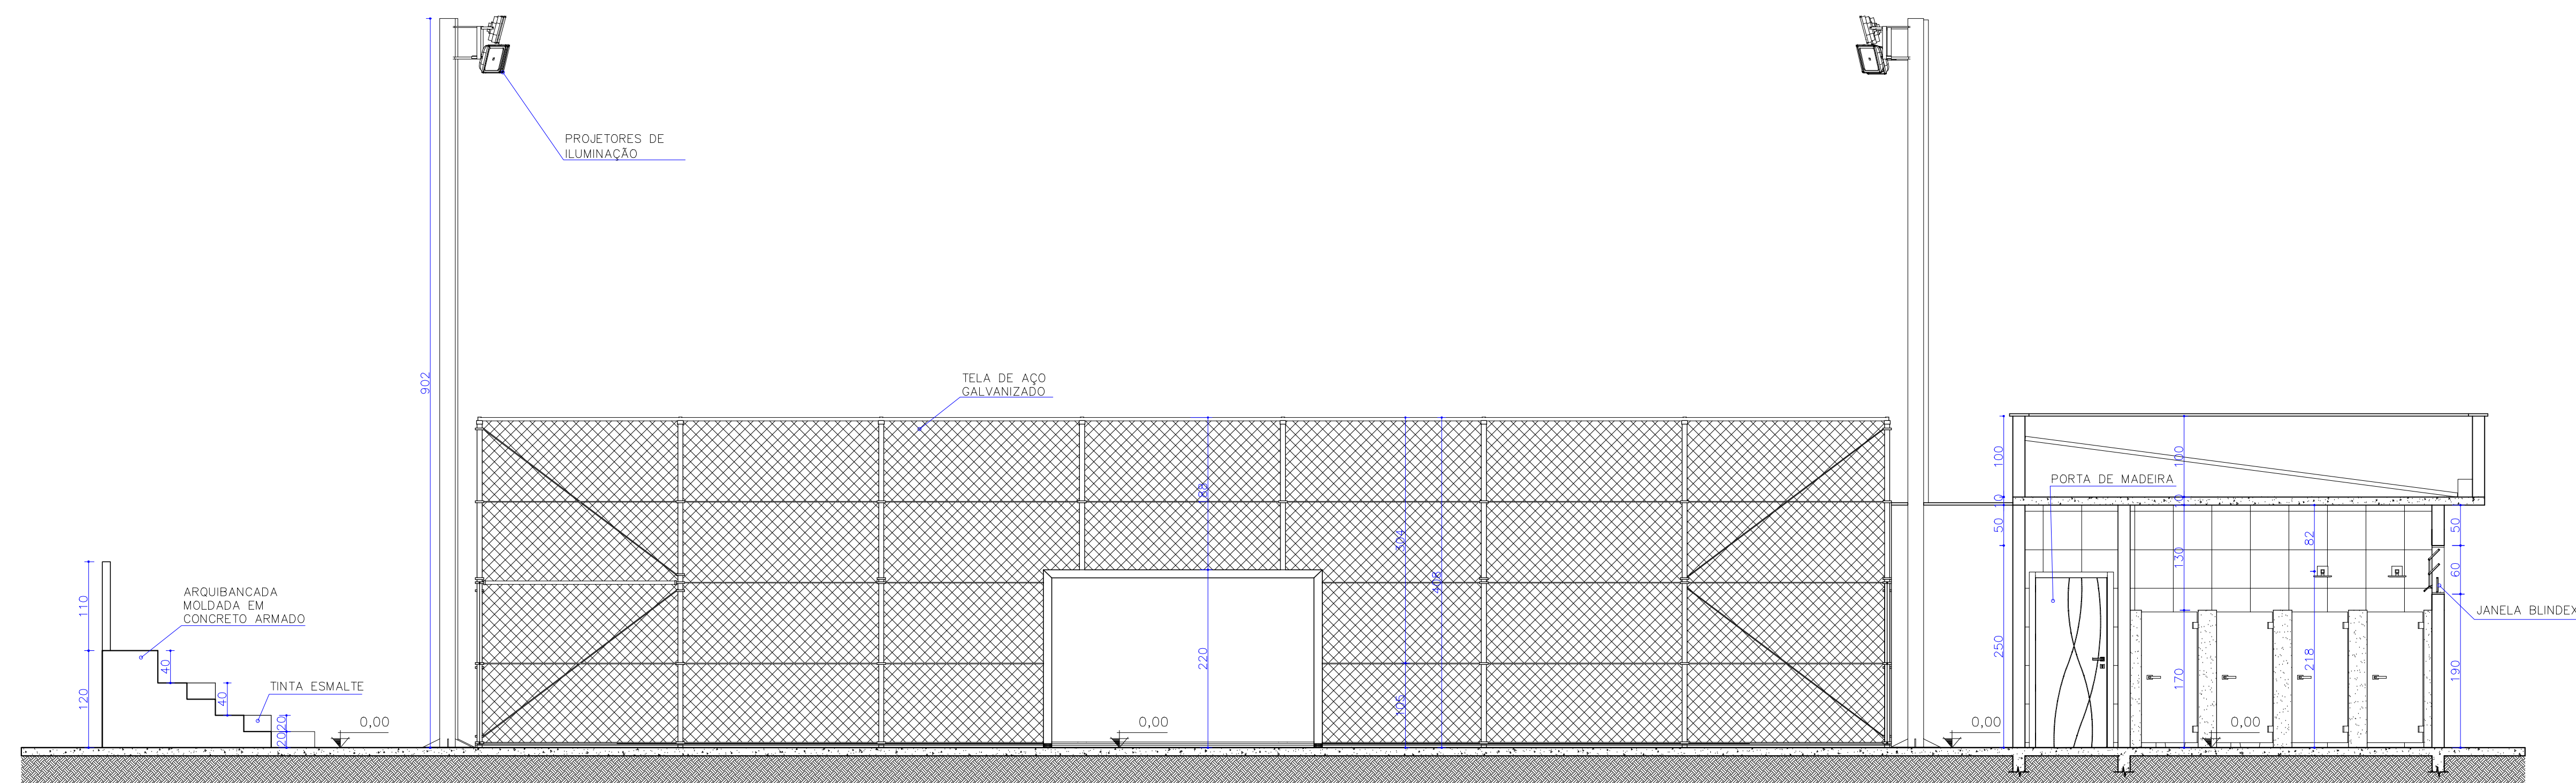 PROJETORES DE
ILUMINAÇÃO
902
TELA DE AÇO
GALVANIZADO
ARQUIBANCADA
MOLDADA EM
CONCRETO ARMADO
TINTA ESMALTE
110
120
40
40
20
20
0,00
88
220
304
105
408
0,00
0,00
100
10
50
250
PORTA DE MADEIRA
100
10
130
170
82
218
0,00
50
60
190
JANELA BLINDEX